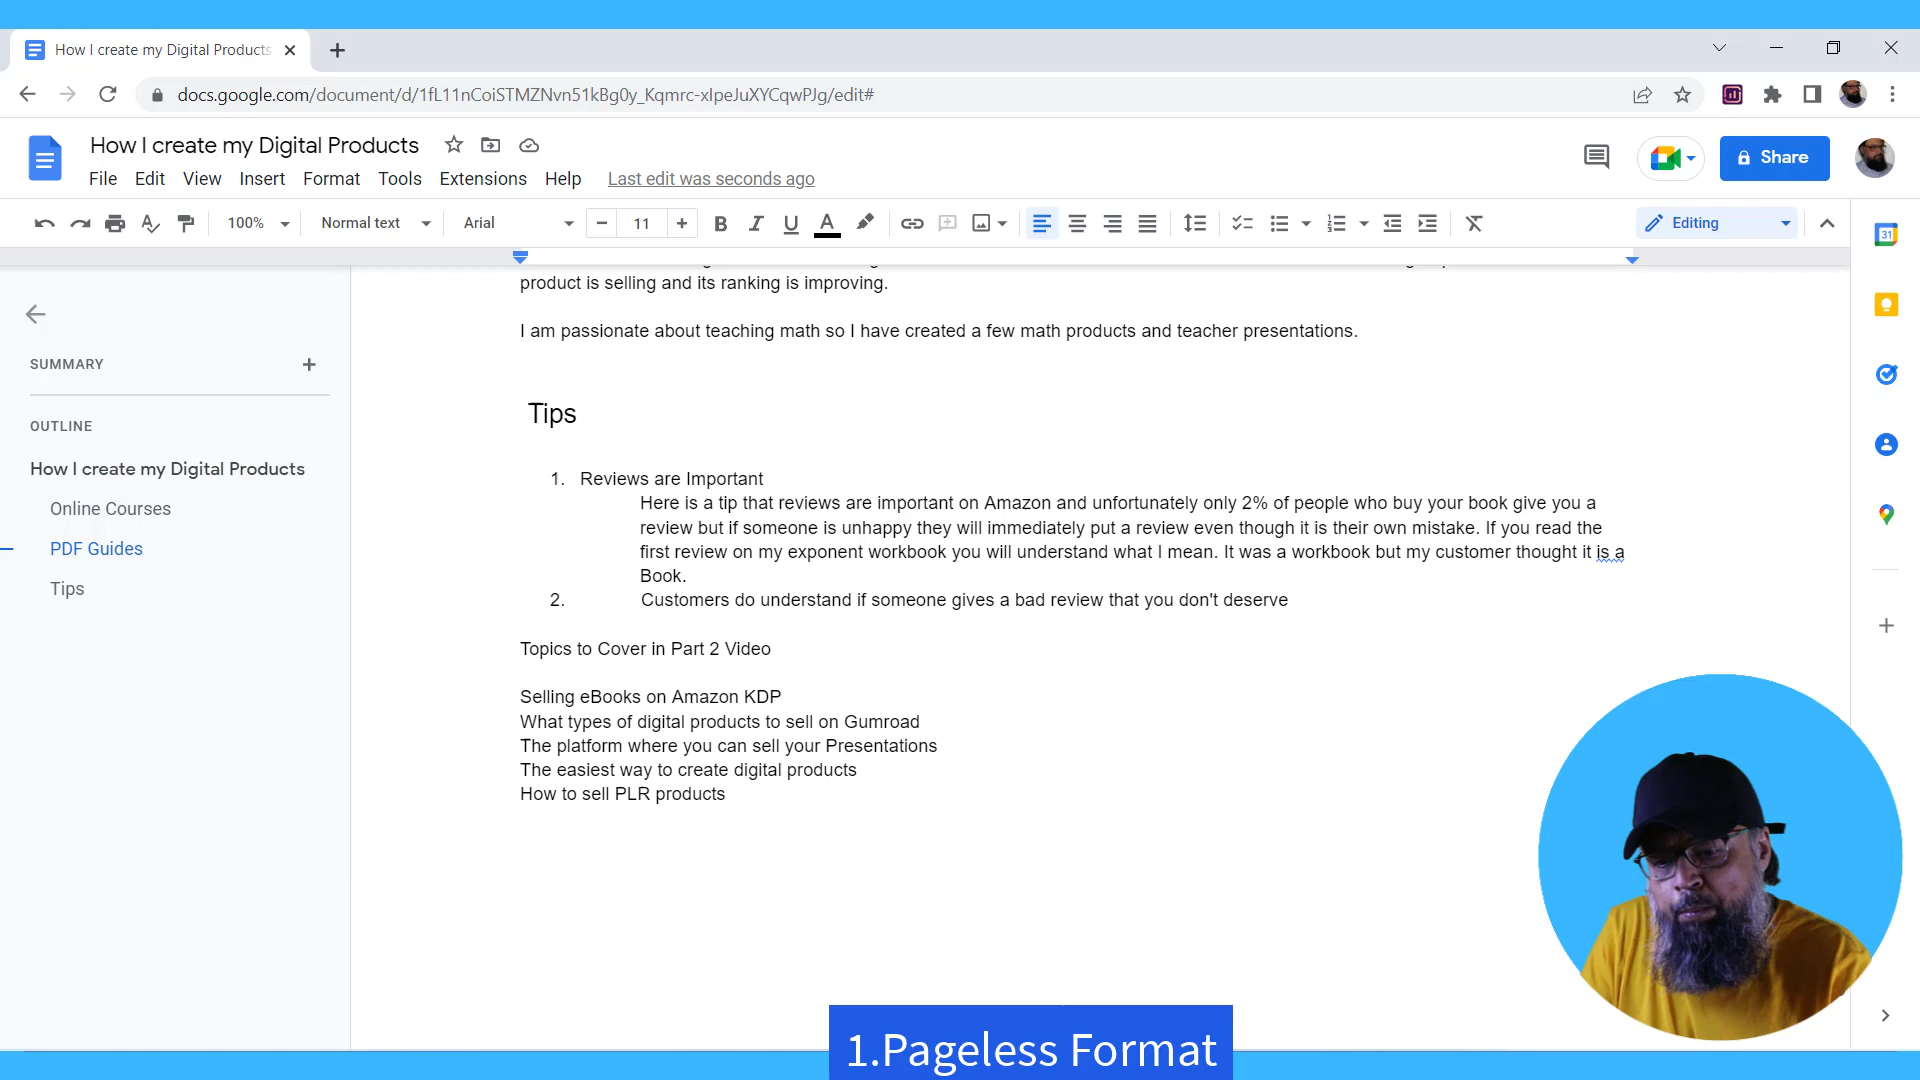 How I create my Digital Products
docs.google.com/document/d/1fL11nCoiSTMZNvn51kBg0y_Kqmrc-xIpeJuXYCqwPJg/edit#
How I create my Digital Products
File Edit View Insert Format Tools Extensions Help Last edit was seconds ago
Share
100% Normal text Arial 11 Editing
31
product is selling and its ranking is improving.
I am passionate about teaching math so I have created a few math products and teacher presentations.
SUMMARY
OUTLINE
How I create my Digital Products
Online Courses
PDF Guides
Tips
Tips
1. Reviews are Important
Here is a tip that reviews are important on Amazon and unfortunately only 2% of people who buy your book give you a
review but if someone is unhappy they will immediately put a review even though it is their own mistake. If you read the
first review on my exponent workbook you will understand what I mean. It was a workbook but my customer thought it is a
Book.
2. Customers do understand if someone gives a bad review that you don't deserve
Topics to Cover in Part 2 Video
Selling eBooks on Amazon KDP
What types of digital products to sell on Gumroad
The platform where you can sell your Presentations
The easiest way to create digital products
How to sell PLR products
1.Pageless Format